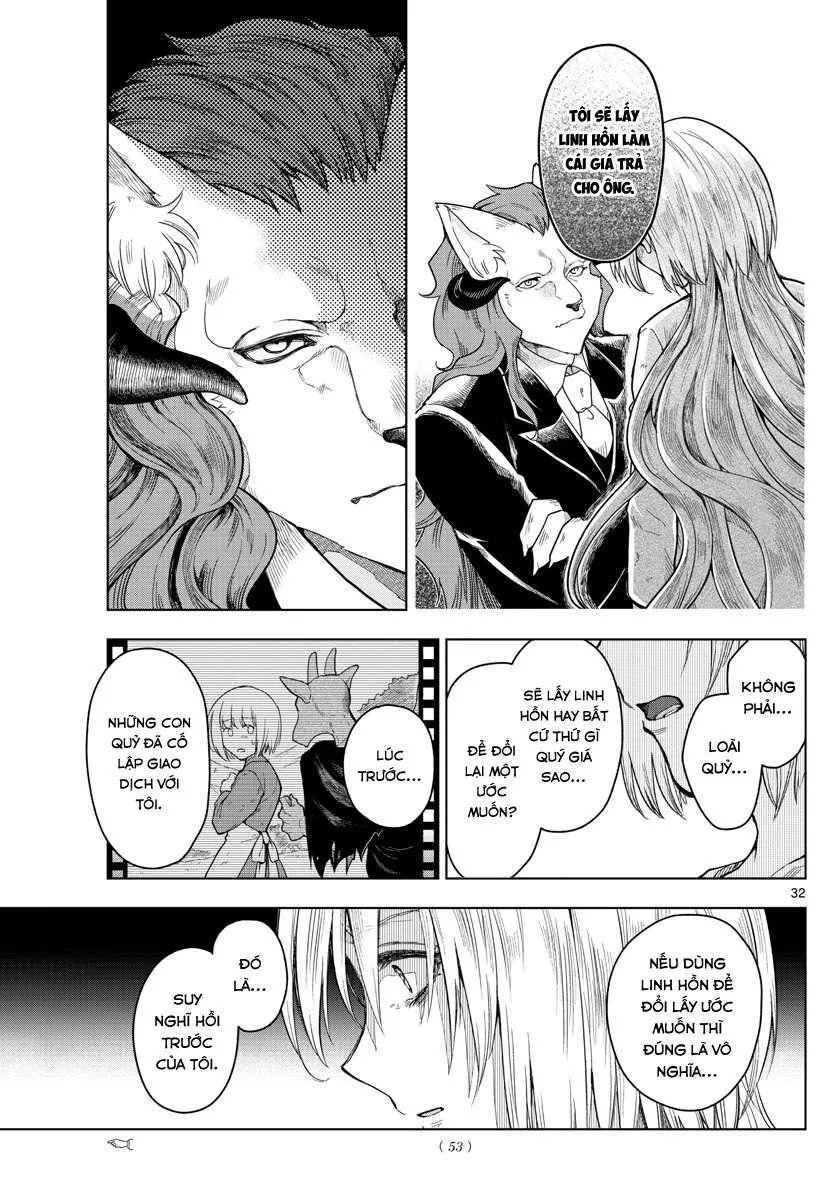 TÔI SẼ LẤY
LINH HỒN LÀM
CÁI GIÁ TRẢ
CHO ÔNG.
KHÔNG
PHẢI...
LOÀI
QUỶ...
SẼ LẤY LINH
HỒN HAY BẤT
CỨ THỨ GÌ
QUÝ GIÁ
SAO...
ĐỂ ĐỔI
LẠI MỘT
ƯỚC
MUỐN?
LÚC
TRƯỚC...
NHỮNG CON
QUỶ ĐÃ CỐ
LẬP GIAO
DỊCH VỚI
TÔI.
32
NẾU DÙNG
LINH HỒN ĐỂ
ĐỔI LẤY ƯỚC
MUỐN THÌ
ĐÚNG LÀ VÔ
NGHĨA...
ĐÓ
LÀ...
SUY
NGHĨ HỒI
TRƯỚC
CỦA TÔI.
( 53 )